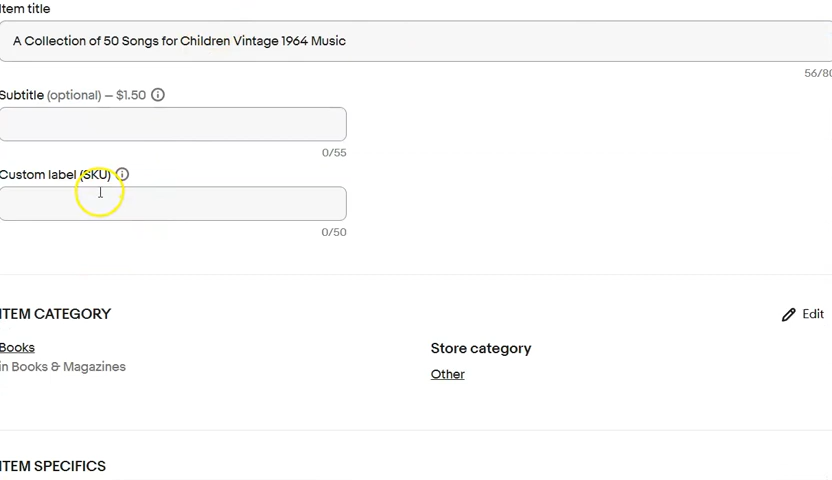 Item title
A Collection of 50 Songs for Children Vintage 1964 Music
56/80
Subtitle (optional) – $1.50
0/55
Custom label (SKU)
0/50
ITEM CATEGORY
Edit
Books
in Books & Magazines
Store category
Other
ITEM SPECIFICS